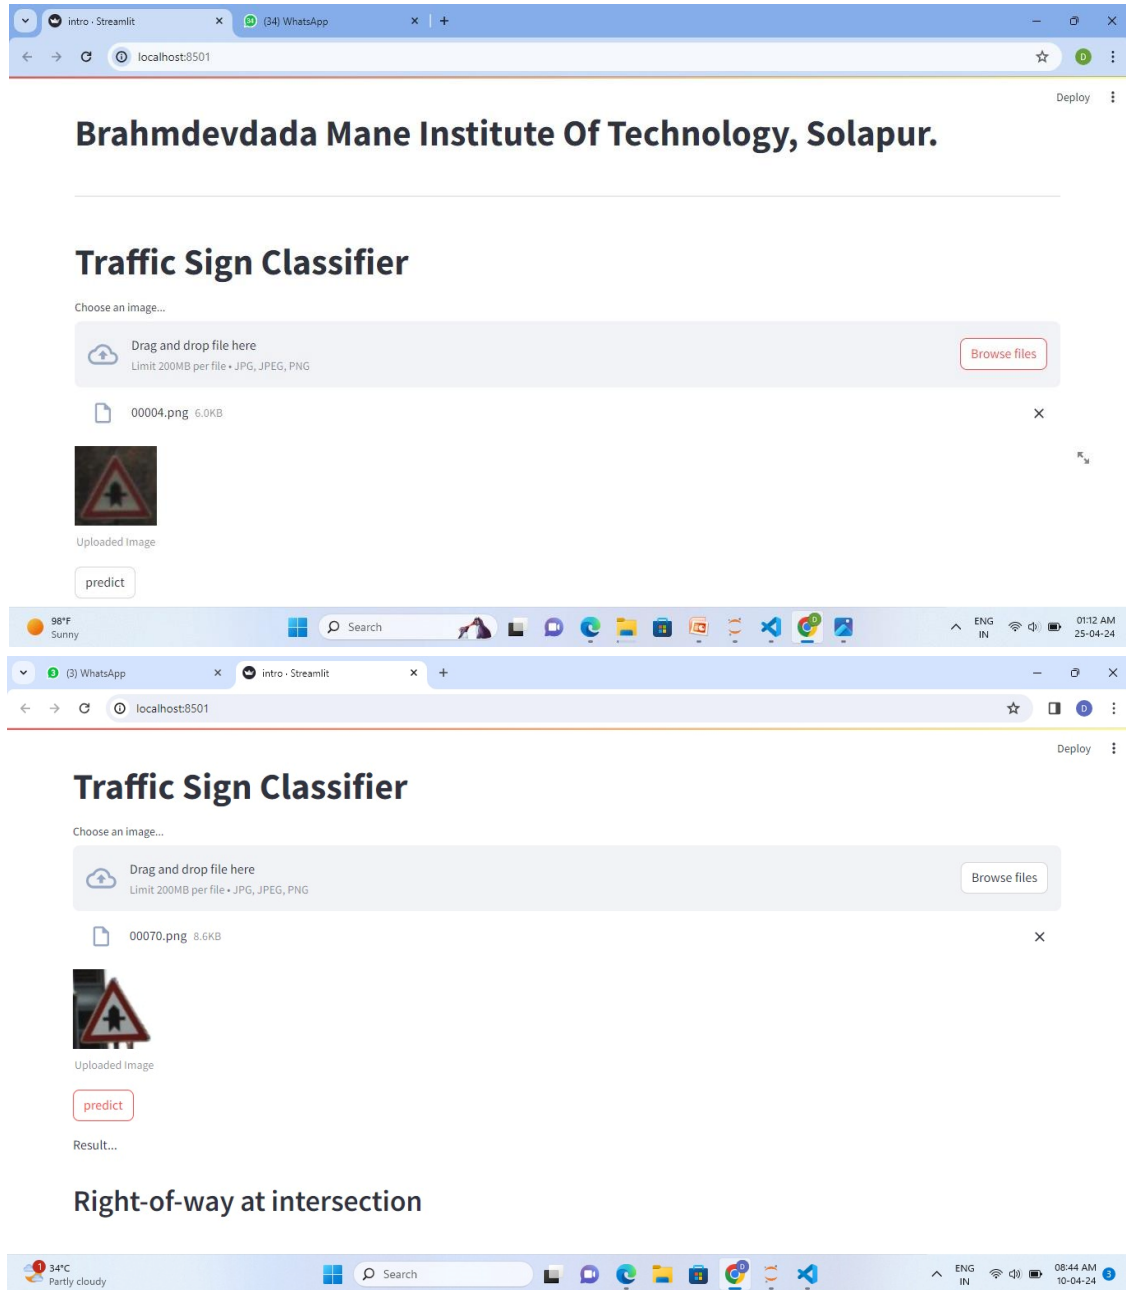 intro · Streamlit
(34) WhatsApp
localhost:8501
D
Deploy
Brahmdevdada Mane Institute Of Technology, Solapur.
Traffic Sign Classifier
Choose an image...
Drag and drop file here
Limit 200MB per file • JPG, JPEG, PNG
Browse files
00004.png 6.0KB
Uploaded Image
predict
98°F
Sunny
Search
ENG
IN
01:12 AM
25-04-24
(3) WhatsApp
intro · Streamlit
localhost:8501
D
Deploy
Traffic Sign Classifier
Choose an image...
Drag and drop file here
Limit 200MB per file • JPG, JPEG, PNG
Browse files
00070.png 8.6KB
Uploaded Image
predict
Result...
Right-of-way at intersection
1
34°C
Partly cloudy
Search
ENG
IN
08:44 AM
10-04-24
3